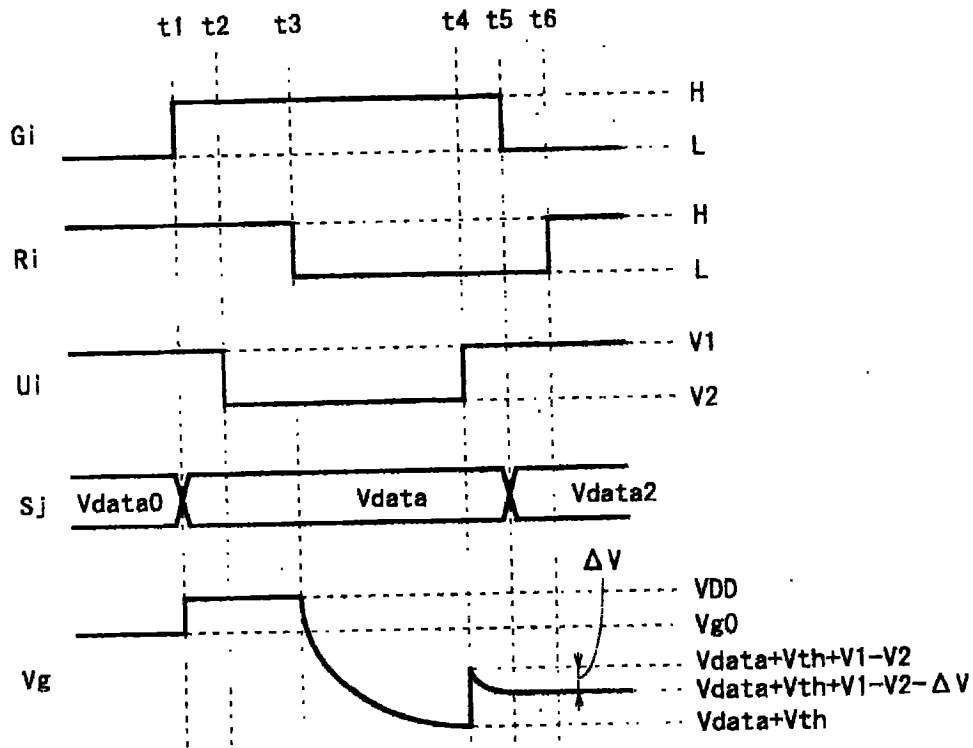 t1 t2 t3 t4 t5 t6
Gi
H
L
Ri
H
L
Ui
V1
V2
Sj
Vdata0
Vdata
Vdata2
ΔV
Vg
VDD
Vg0
Vdata+Vth+V1-V2
Vdata+Vth+V1-V2-ΔV
Vdata+Vth